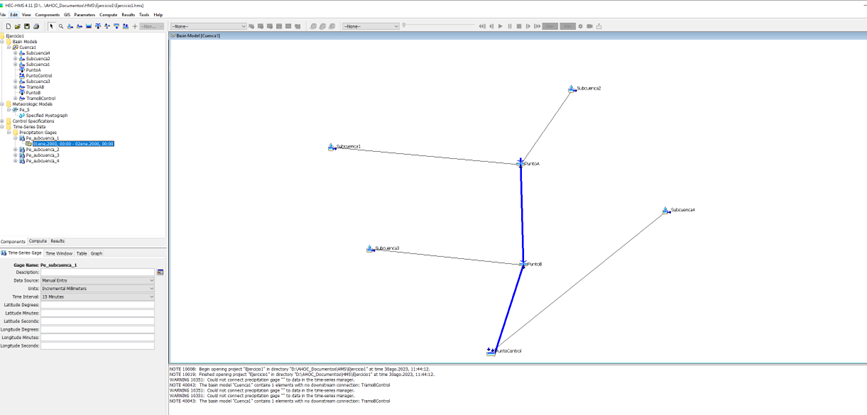 HEC-HMS 4.11 [D:\...\AHOC_Documentos\HMS\Ejercicio1\Ejercicio1.hms]
File Edit View Components GIS Parameters Compute Results Tools Help
--None--
--None--
Ejercicio1
Basin Models
Cuenca1
Subcuenca4
Subcuenca2
Subcuenca1
PuntoA
PuntoControl
Subcuenca3
TramoAB
PuntoB
TramoBControl
Meteorologic Models
Pe_5
Specified Hyetograph
Control Specifications
Time-Series Data
Precipitation Gages
Pe_subcuenca_1
01ene.2000, 00:00 - 02ene.2000, 00:00
Pe_subcuenca_2
Pe_subcuenca_3
Pe_subcuenca_4
Components Compute Results
Time-Series Gage Time Window Table Graph
Gage Name: Pe_subcuenca_1
Description:
Data Source: Manual Entry
Units: Incremental Millimeters
Time Interval: 15 Minutes
Latitude Degrees:
Latitude Minutes:
Latitude Seconds:
Longitude Degrees:
Longitude Minutes:
Longitude Seconds:
Basin Model [Cuenca1]
Subcuenca2
Subcuenca1
PuntoA
Subcuenca4
Subcuenca3
PuntoB
PuntoControl
NOTE 10008: Begin opening project "Ejercicio1" in directory "D:\AHOC_Documentos\HMS\Ejercicio1" at time 30ago.2023, 11:44:12.
NOTE 10019: Finished opening project "Ejercicio1" in directory "D:\AHOC_Documentos\HMS\Ejercicio1" at time 30ago.2023, 11:44:12.
WARNING 10351: Could not connect precipitation gage "" to data in the time-series manager.
NOTE 40043: The basin model "Cuenca1" contains 1 elements with no downstream connection: TramoBControl
WARNING 10351: Could not connect precipitation gage "" to data in the time-series manager.
WARNING 10351: Could not connect precipitation gage "" to data in the time-series manager.
NOTE 40043: The basin model "Cuenca1" contains 1 elements with no downstream connection: TramoBControl